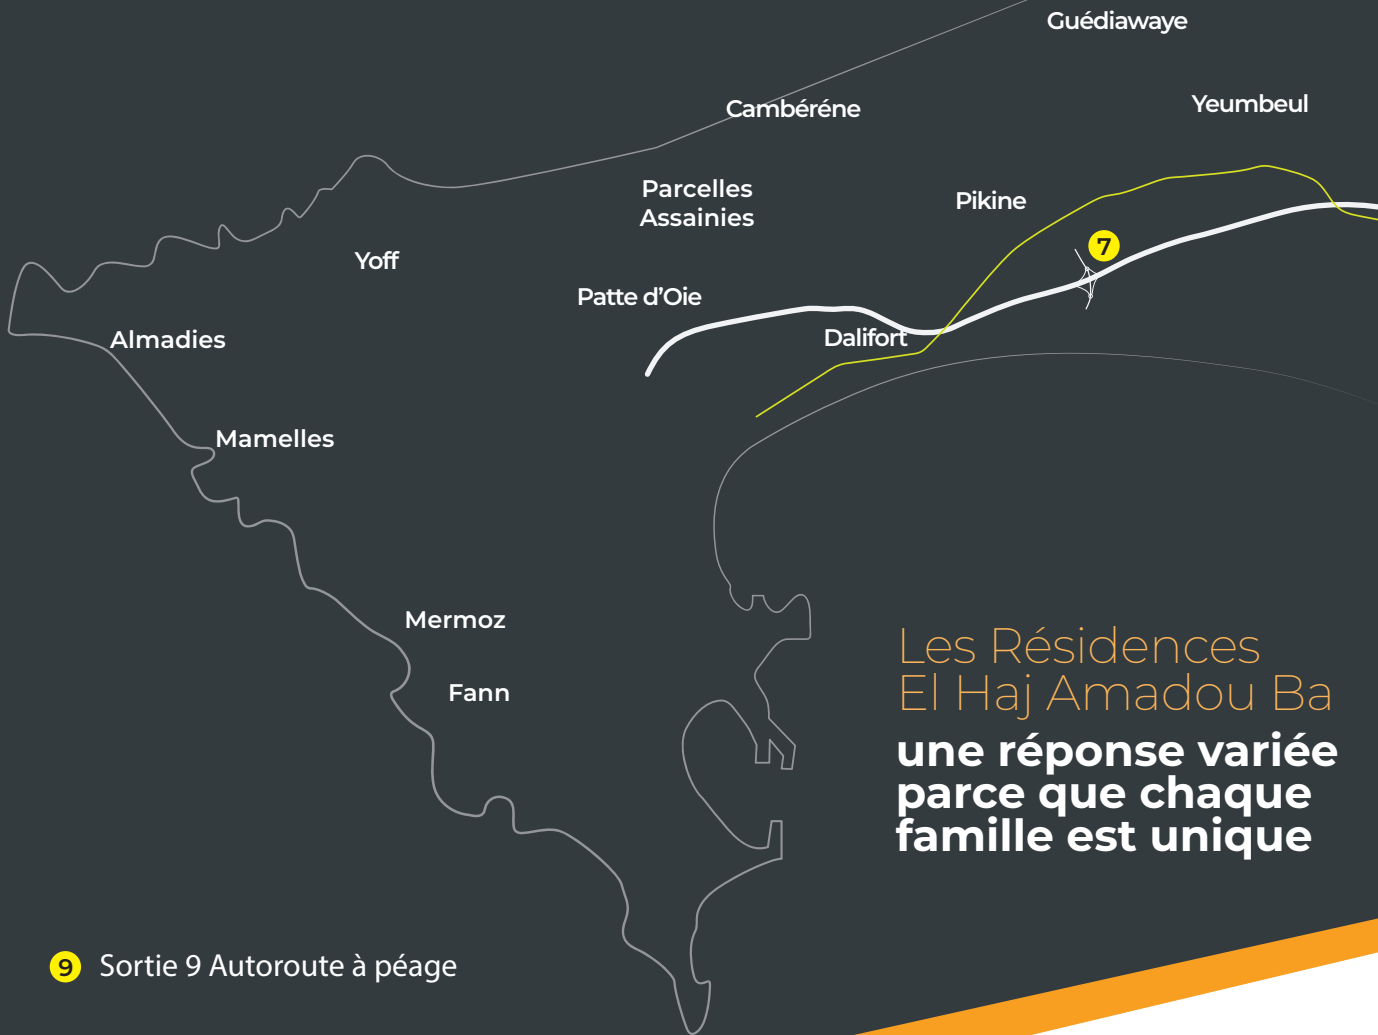 Guédiawaye
Cambéréne
Yeumbeul
Parcelles
Assainies
Pikine
7
Yoff
Patte d’Oie
Dalifort
Almadies
Mamelles
Mermoz
Fann
Les Résidences
El Haj Amadou Ba
une réponse variée
parce que chaque
famille est unique
9 Sortie 9 Autoroute à péage